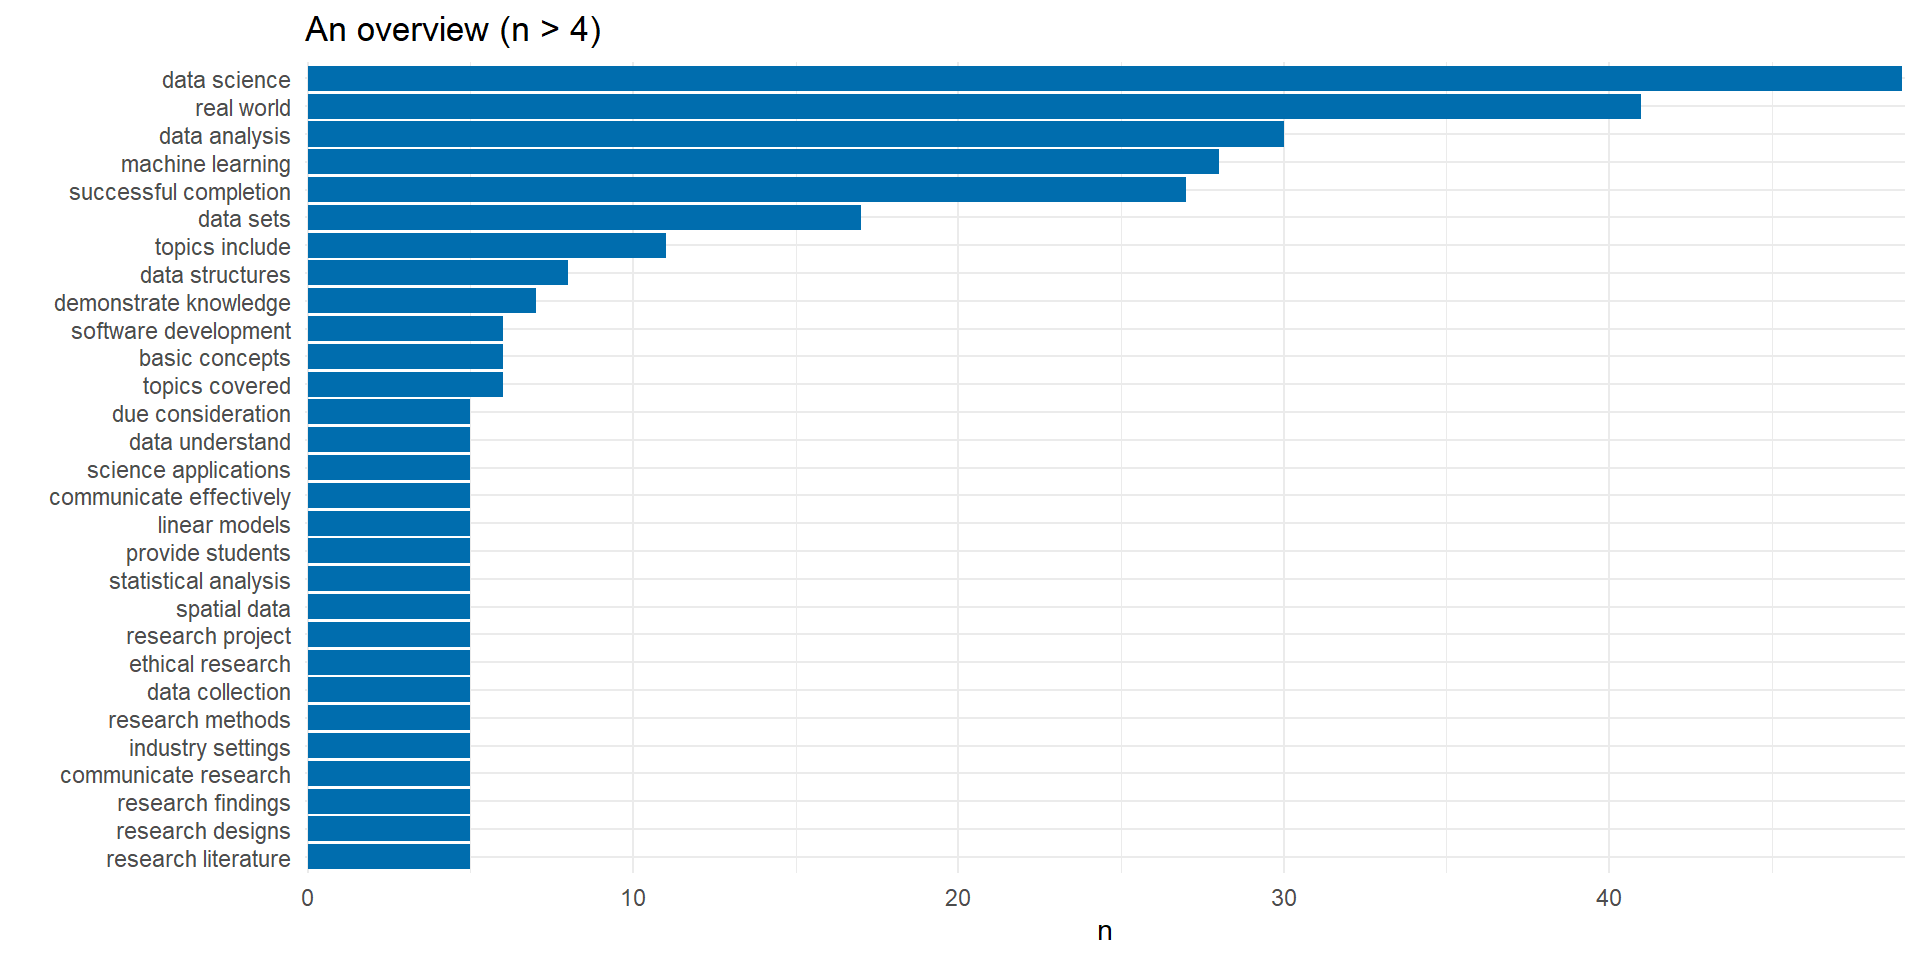 An overview (n > 4)
data science
real world
data analysis
machine learning
successful completion
data sets
topics include
data structures
demonstrate knowledge
software development
basic concepts
topics covered
due consideration
data understand
science applications
communicate effectively
linear models
provide students
statistical analysis
spatial data
research project
ethical research
data collection
research methods
industry settings
communicate research
research findings
research designs
research literature
0 10 20 30 40
n